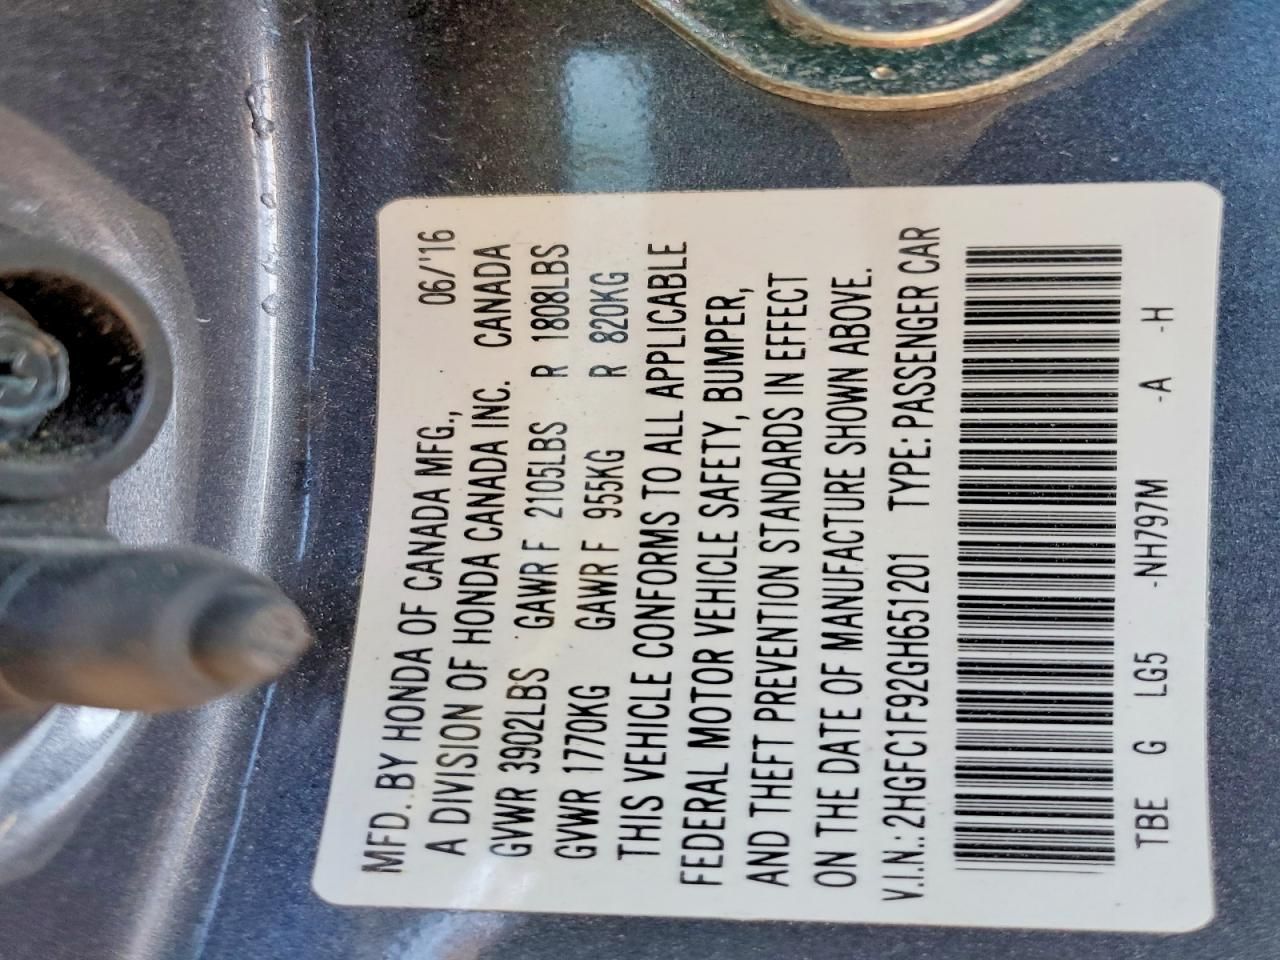 MFD. BY HONDA OF CANADA MFG., 06/'16
A DIVISION OF HONDA CANADA INC. CANADA
GVWR 3902LBS GAWR F 2105LBS R 1808LBS
GVWR 1770KG GAWR F 955KG R 820KG
THIS VEHICLE CONFORMS TO ALL APPLICABLE
FEDERAL MOTOR VEHICLE SAFETY, BUMPER,
AND THEFT PREVENTION STANDARDS IN EFFECT
ON THE DATE OF MANUFACTURE SHOWN ABOVE.
V.I.N.: 2HGFC1F92GH651201 TYPE: PASSENGER CAR
TBE G LG5 -NH797M -A -H